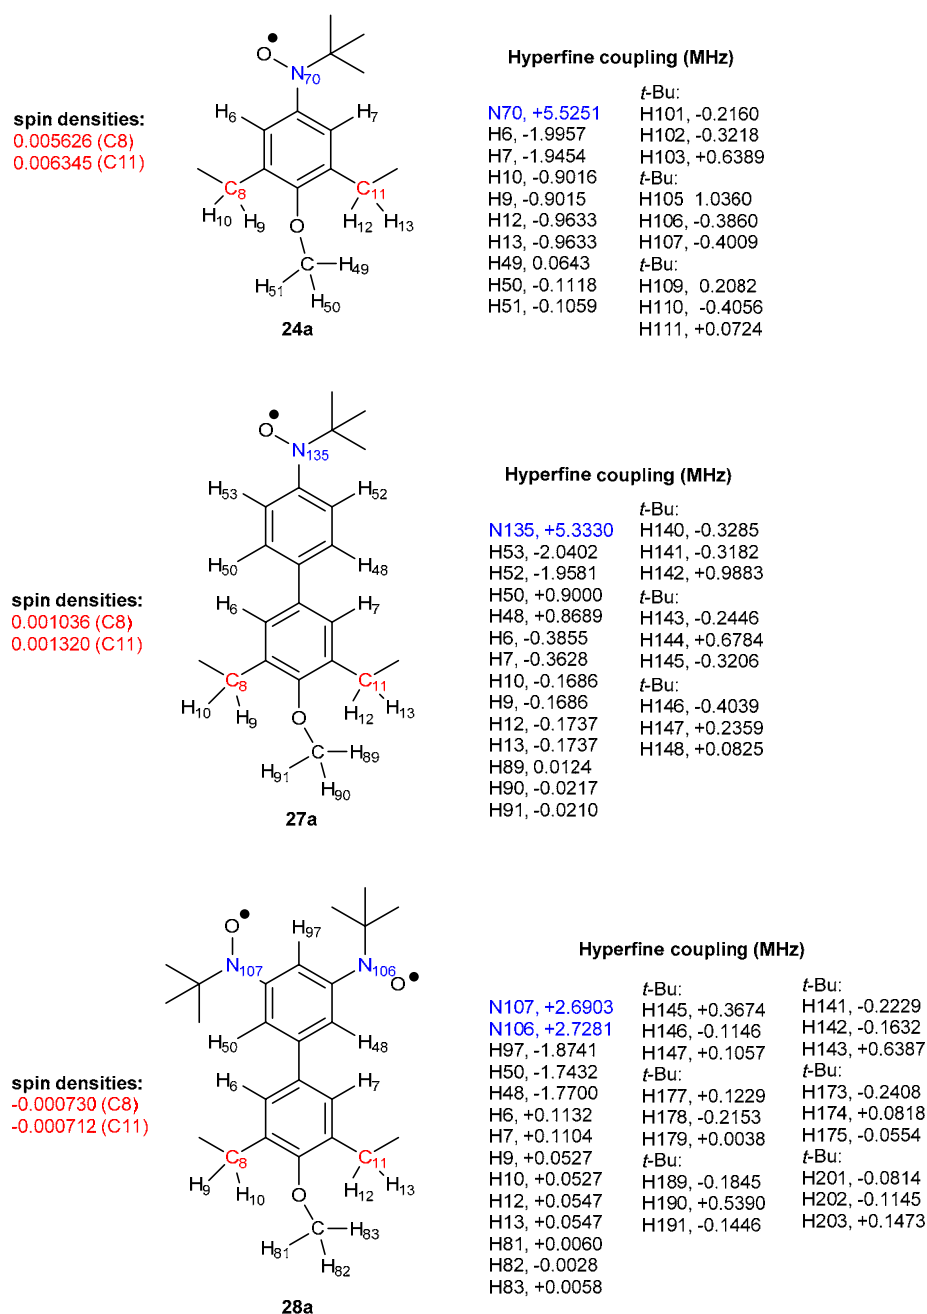 O•
N70
H6 H7
C8 C11
H10 H9 H12 H13
O
C H49
H51 H50
24a
spin densities:
0.005626 (C8)
0.006345 (C11)
Hyperfine coupling (MHz)
N70, +5.5251
H6, -1.9957
H7, -1.9454
H10, -0.9016
H9, -0.9015
H12, -0.9633
H13, -0.9633
H49, 0.0643
H50, -0.1118
H51, -0.1059
t-Bu:
H101, -0.2160
H102, -0.3218
H103, +0.6389
t-Bu:
H105 1.0360
H106, -0.3860
H107, -0.4009
t-Bu:
H109, 0.2082
H110, -0.4056
H111, +0.0724
O•
N135
H53 H52
H50 H48
H6 H7
C8 C11
H10 H9 H12 H13
O
C H89
H91 H90
27a
spin densities:
0.001036 (C8)
0.001320 (C11)
Hyperfine coupling (MHz)
N135, +5.3330
H53, -2.0402
H52, -1.9581
H50, +0.9000
H48, +0.8689
H6, -0.3855
H7, -0.3628
H10, -0.1686
H9, -0.1686
H12, -0.1737
H13, -0.1737
H89, 0.0124
H90, -0.0217
H91, -0.0210
t-Bu:
H140, -0.3285
H141, -0.3182
H142, +0.9883
t-Bu:
H143, -0.2446
H144, +0.6784
H145, -0.3206
t-Bu:
H146, -0.4039
H147, +0.2359
H148, +0.0825
O•
H97
N107 N106
O•
H50 H48
H6 H7
C8 C11
H9 H10 H12 H13
O
H83
H81 H82
28a
spin densities:
-0.000730 (C8)
-0.000712 (C11)
Hyperfine coupling (MHz)
N107, +2.6903
N106, +2.7281
H97, -1.8741
H50, -1.7432
H48, -1.7700
H6, +0.1132
H7, +0.1104
H9, +0.0527
H10, +0.0527
H12, +0.0547
H13, +0.0547
H81, +0.0060
H82, -0.0028
H83, +0.0058
t-Bu:
H145, +0.3674
H146, -0.1146
H147, +0.1057
t-Bu:
H177, +0.1229
H178, -0.2153
H179, +0.0038
t-Bu:
H189, -0.1845
H190, +0.5390
H191, -0.1446
t-Bu:
H141, -0.2229
H142, -0.1632
H143, +0.6387
t-Bu:
H173, -0.2408
H174, +0.0818
H175, -0.0554
t-Bu:
H201, -0.0814
H202, -0.1145
H203, +0.1473